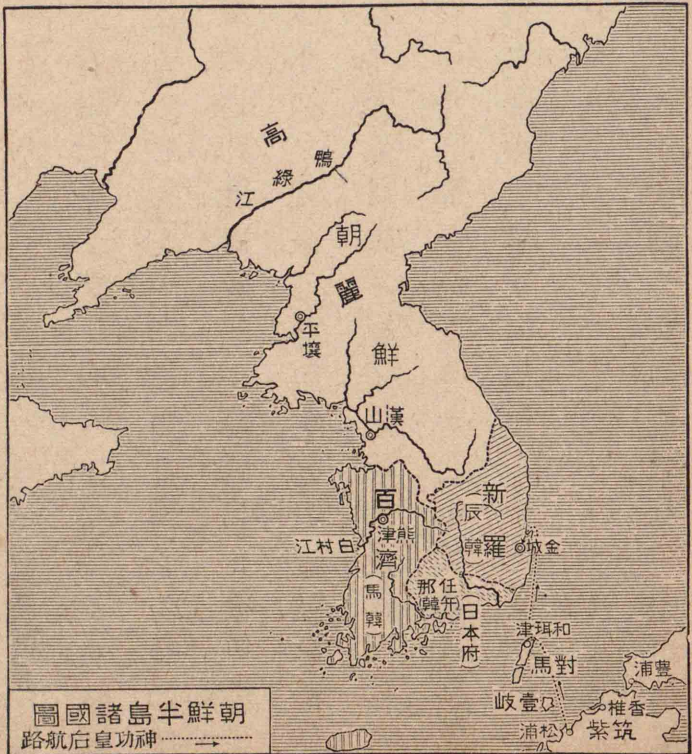 高麗
鴨綠江
朝鮮
平壤
漢山
百濟
熊津
白村江
(馬韓)
新羅
(辰韓)
金城
任那
弁韓
日本府
和珥津
對馬
壹岐
豊浦
香椎
筑紫
松浦
朝鮮半島諸國圖
神功皇后航路